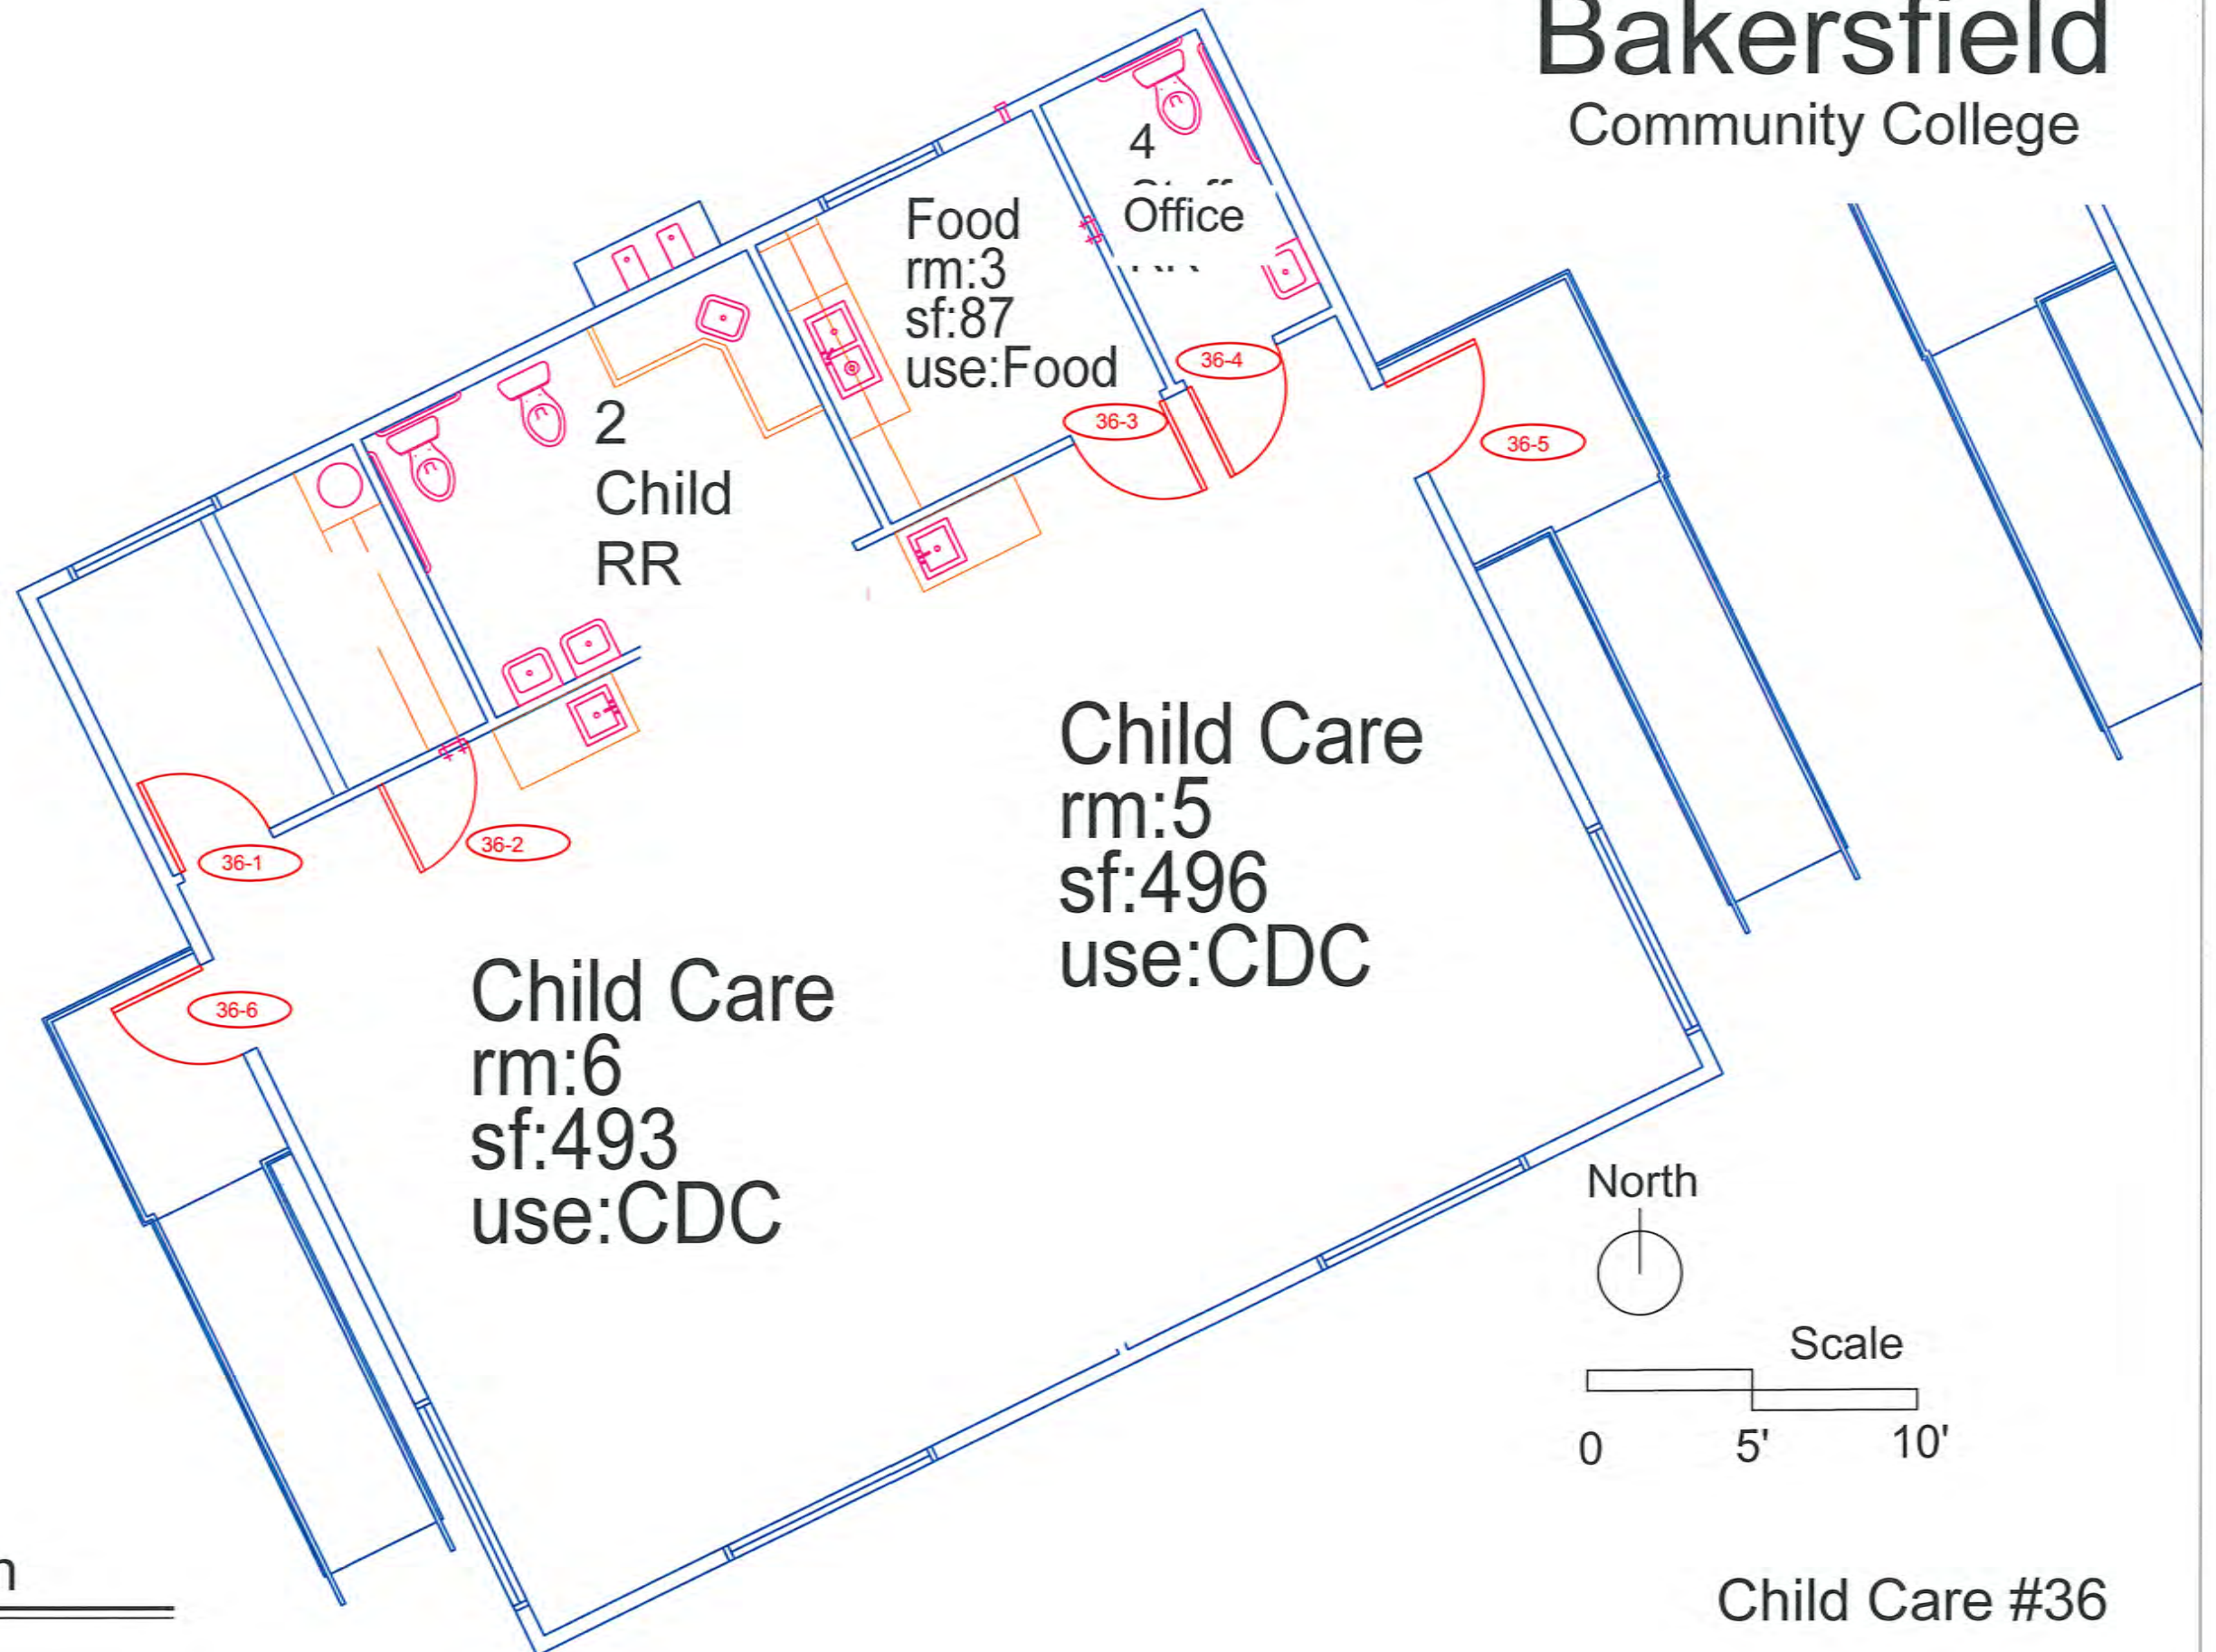 Bakersfield
Community College
4
Office
Food
rm:3
sf:87
use:Food
36-4
36-3
36-5
2
Child
RR
36-1
36-2
Child Care
rm:5
sf:496
use:CDC
36-6
Child Care
rm:6
sf:493
use:CDC
North
Scale
0 5' 10'
Child Care #36